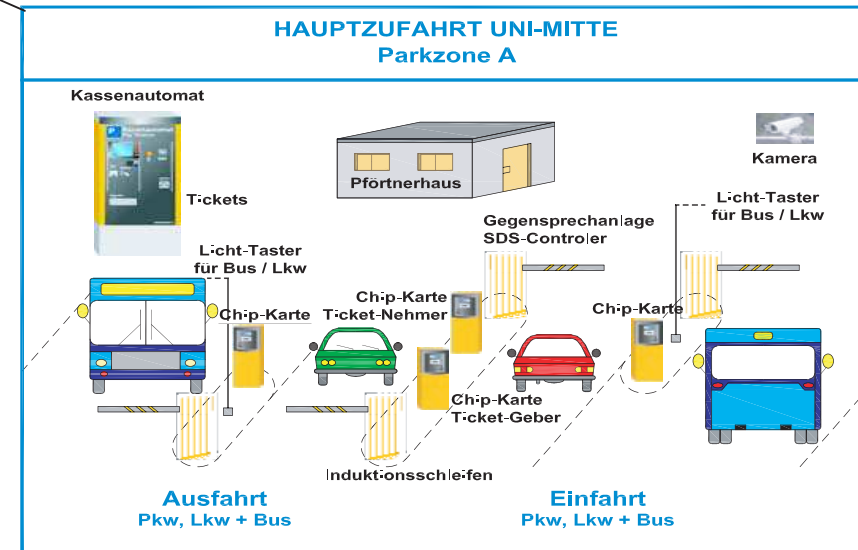 HAUPTZUFAHRT UNI-MITTE
Parkzone A
Kassenautomat
Kamera
Pförtnerhaus
Tickets
Licht-Taster
für Bus / Lkw
Gegensprechanlage
SDS-Controler
Licht-Taster
für Bus / Lkw
Chip-Karte
Chip-Karte
Ticket-Nehmer
Chip-Karte
Chip-Karte
Ticket-Geber
Induktionsschleifen
Ausfahrt
Pkw, Lkw + Bus
Einfahrt
Pkw, Lkw + Bus